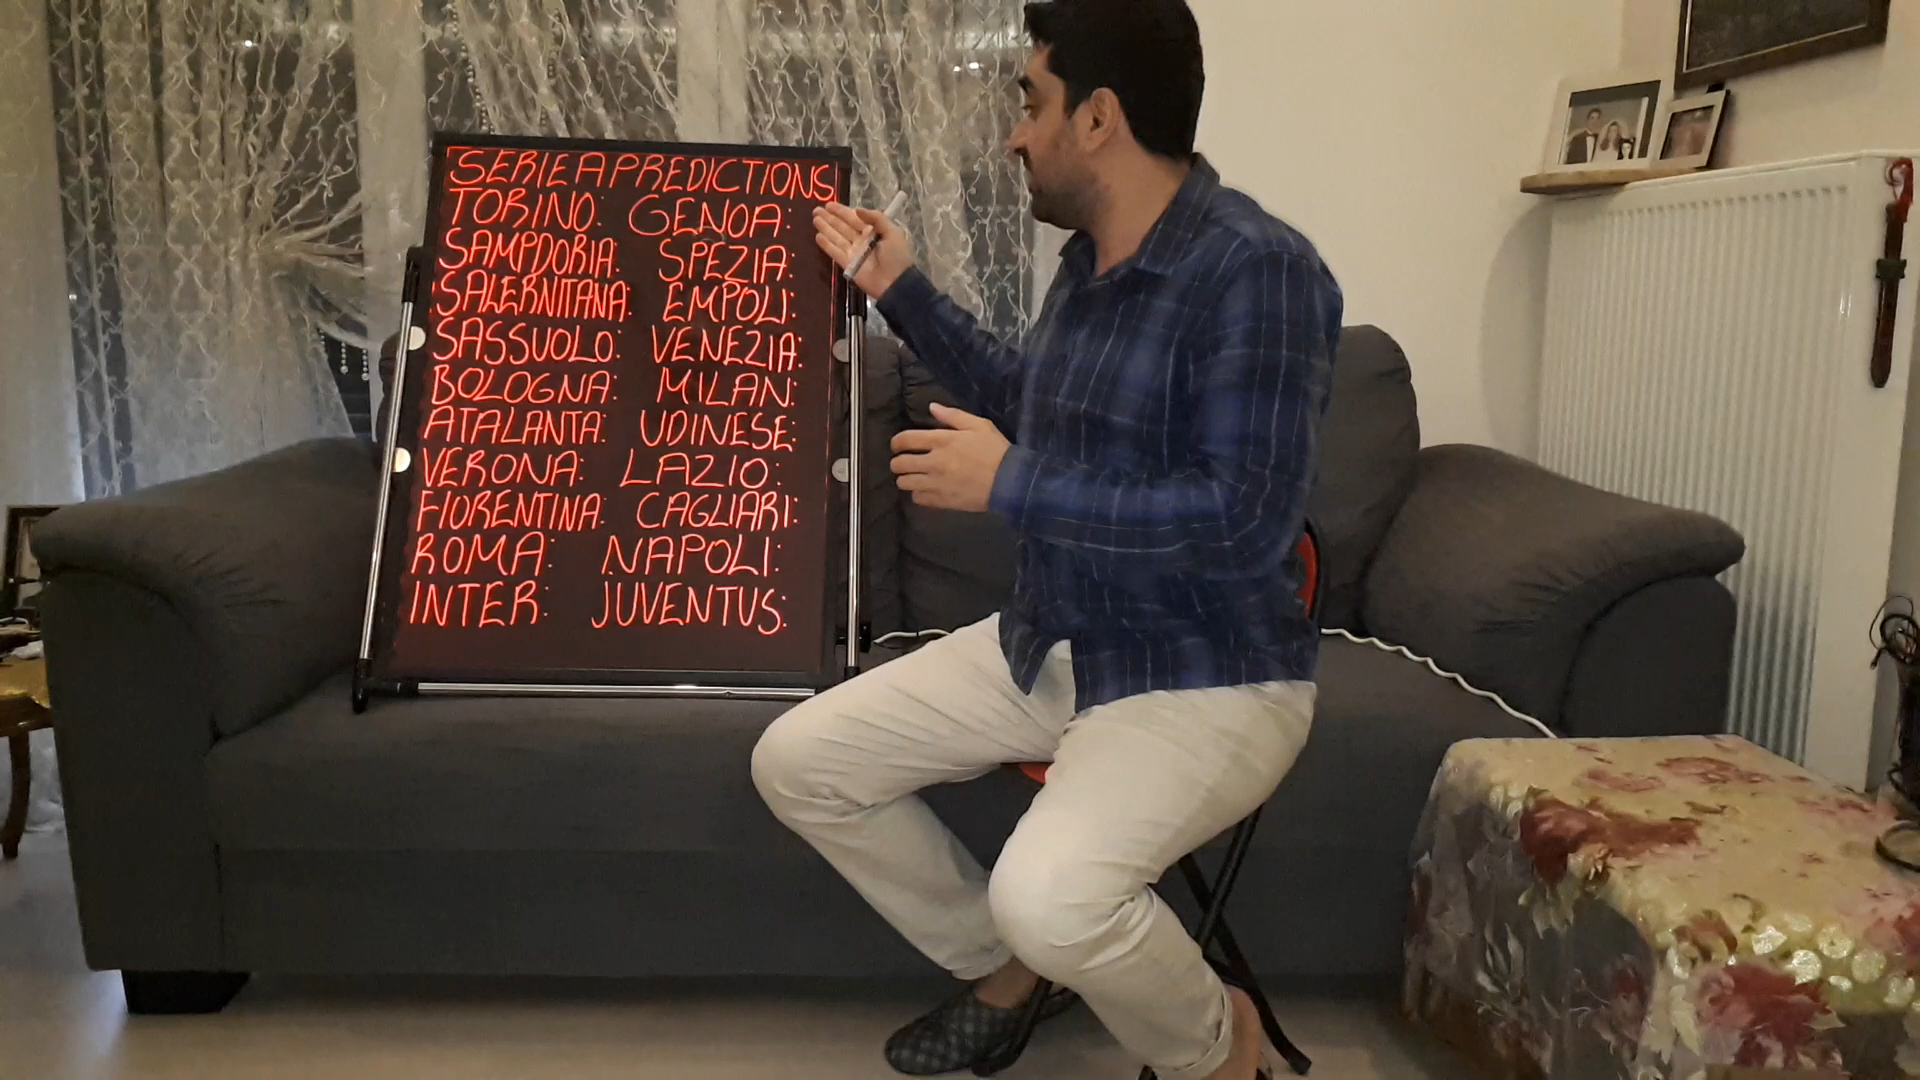 SERIE A PREDICTIONS
TORINO: GENOA:
SAMPDORIA: SPEZIA:
SALERNITANA: EMPOLI:
SASSUOLO: VENEZIA:
BOLOGNA: MILAN:
ATALANTA: UDINESE:
VERONA: LAZIO:
FIORENTINA: CAGLIARI:
ROMA: NAPOLI:
INTER: JUVENTUS: